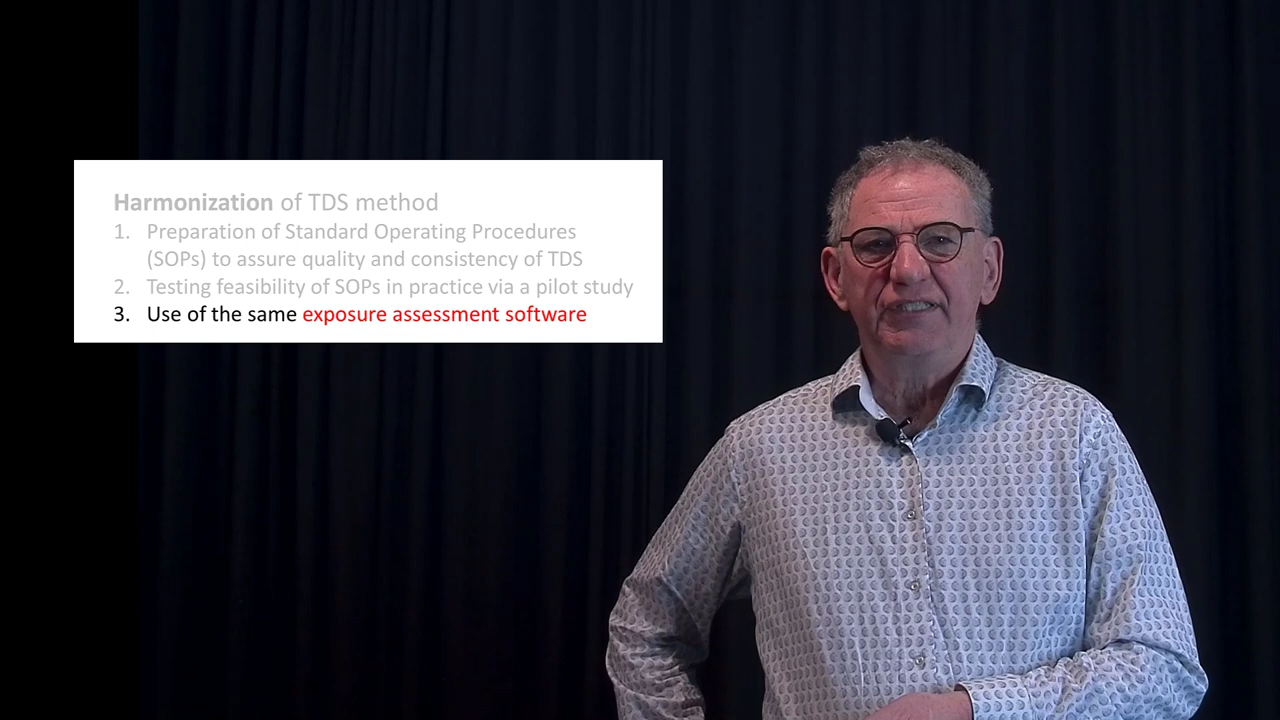 Harmonization of TDS method
1. Preparation of Standard Operating Procedures
(SOPs) to assure quality and consistency of TDS
2. Testing feasibility of SOPs in practice via a pilot study
3. Use of the same exposure assessment software